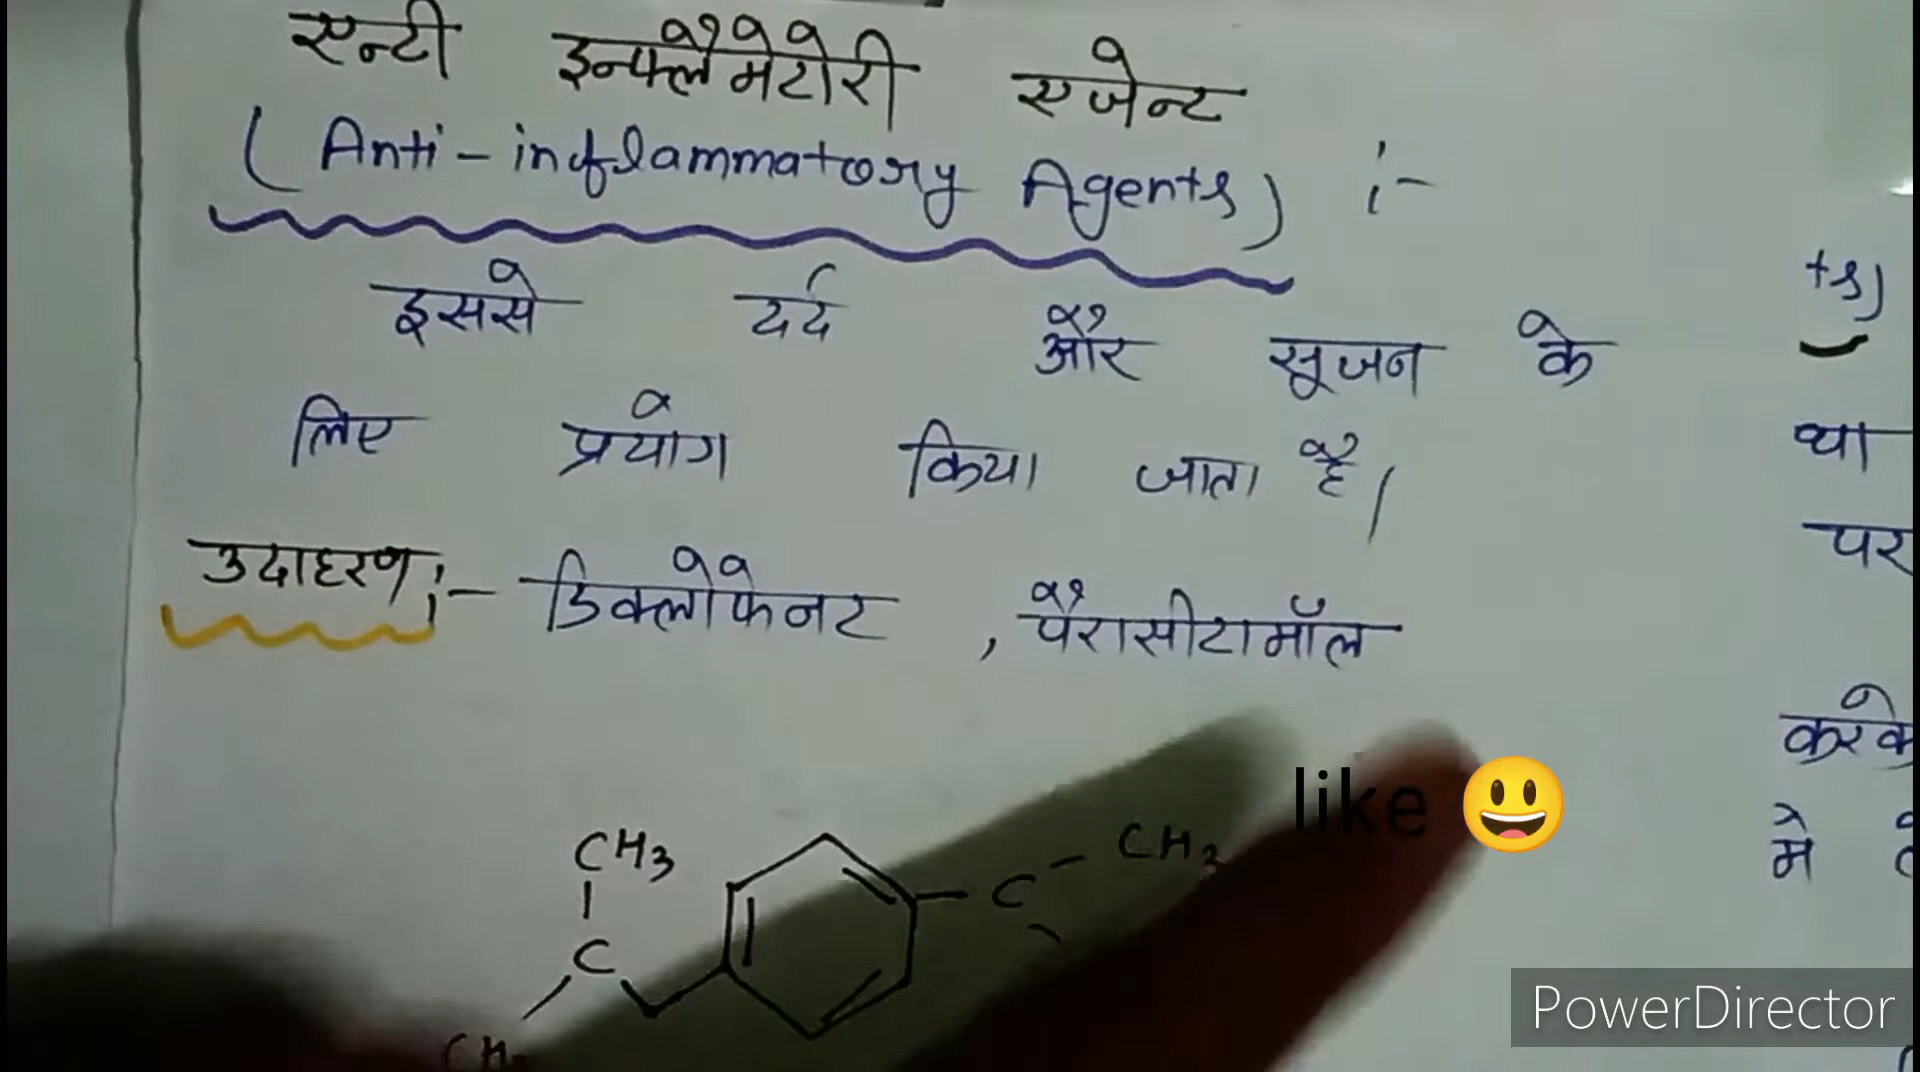 एन्टी इन्फ्लैमेटोरी एजेन्ट
(Anti-inflammatory Agents) :-
इससे दर्द और सूजन के
लिए प्रयोग किया जाता है।
उदाहरण :- डिक्लोफेनट , पैरासीटामॉल
like 😃
CH3
C
C
CH3
PowerDirector
ts)
था
पर
में